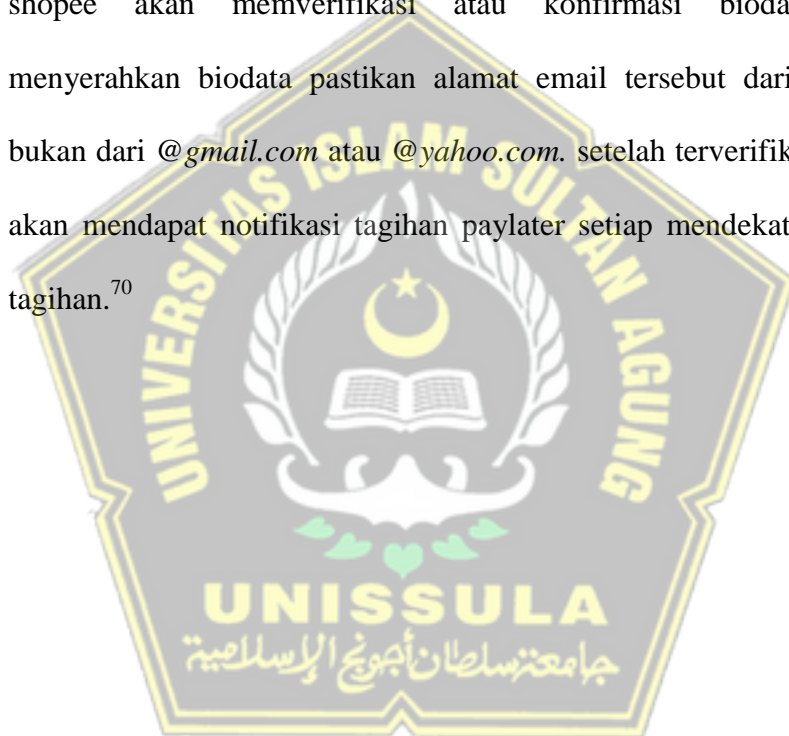 shopee akan memverifikasi atau konfirmasi bioda
menyerahkan biodata pastikan alamat email tersebut dari
bukan dari @gmail.com atau @yahoo.com. setelah terverifik
akan mendapat notifikasi tagihan paylater setiap mendekat
tagihan.70
UNIVERSITAS ISLAM SULTAN AGUNG
UNISSULA
جامعة سلطان أجونج الإسلامية